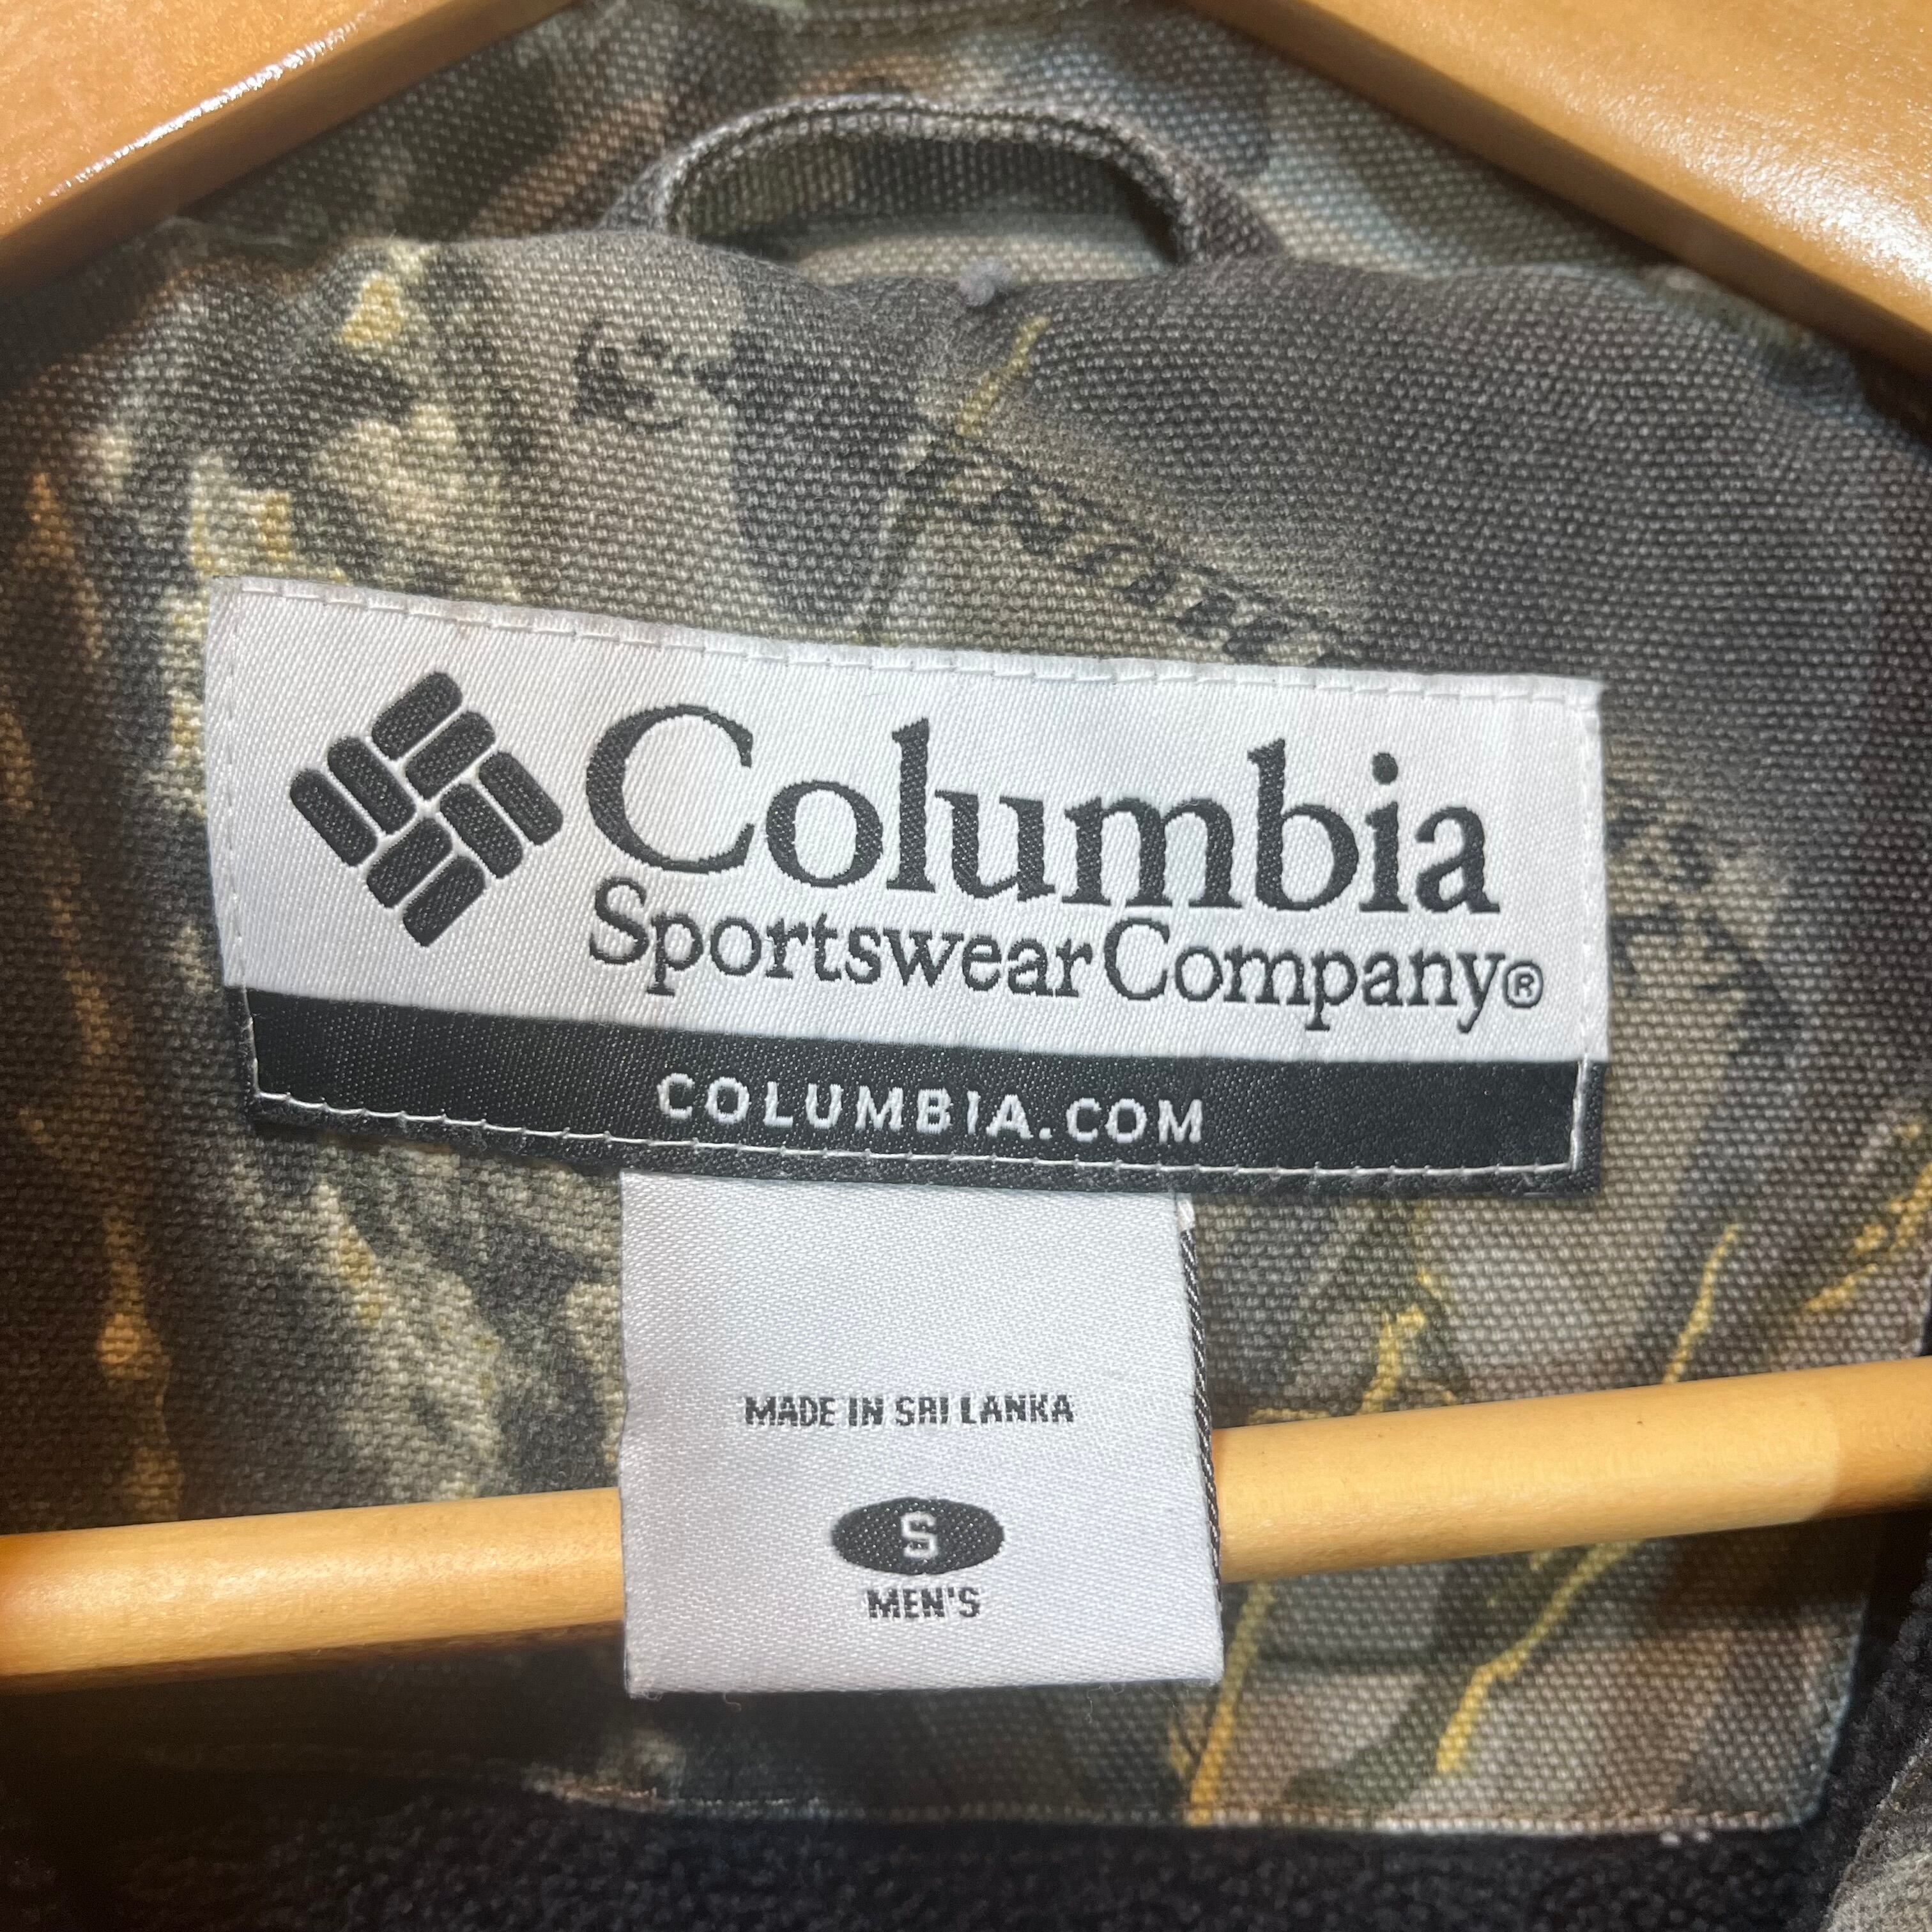 Columbia
Sportswear Company®
COLUMBIA.COM
MADE IN SRI LANKA
S
MEN'S